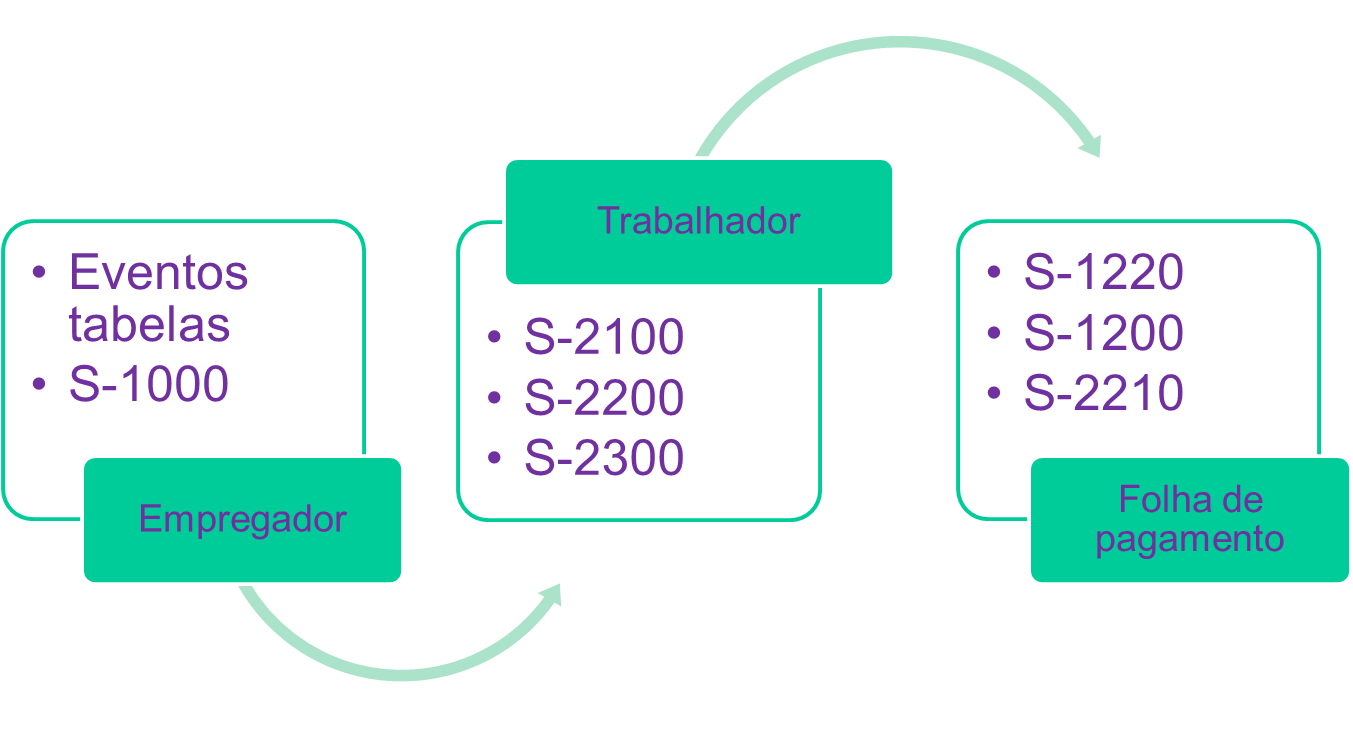 • Eventos
tabelas
• S-1000
Empregador
Trabalhador
• S-2100
• S-2200
• S-2300
• S-1220
• S-1200
• S-2210
Folha de
pagamento